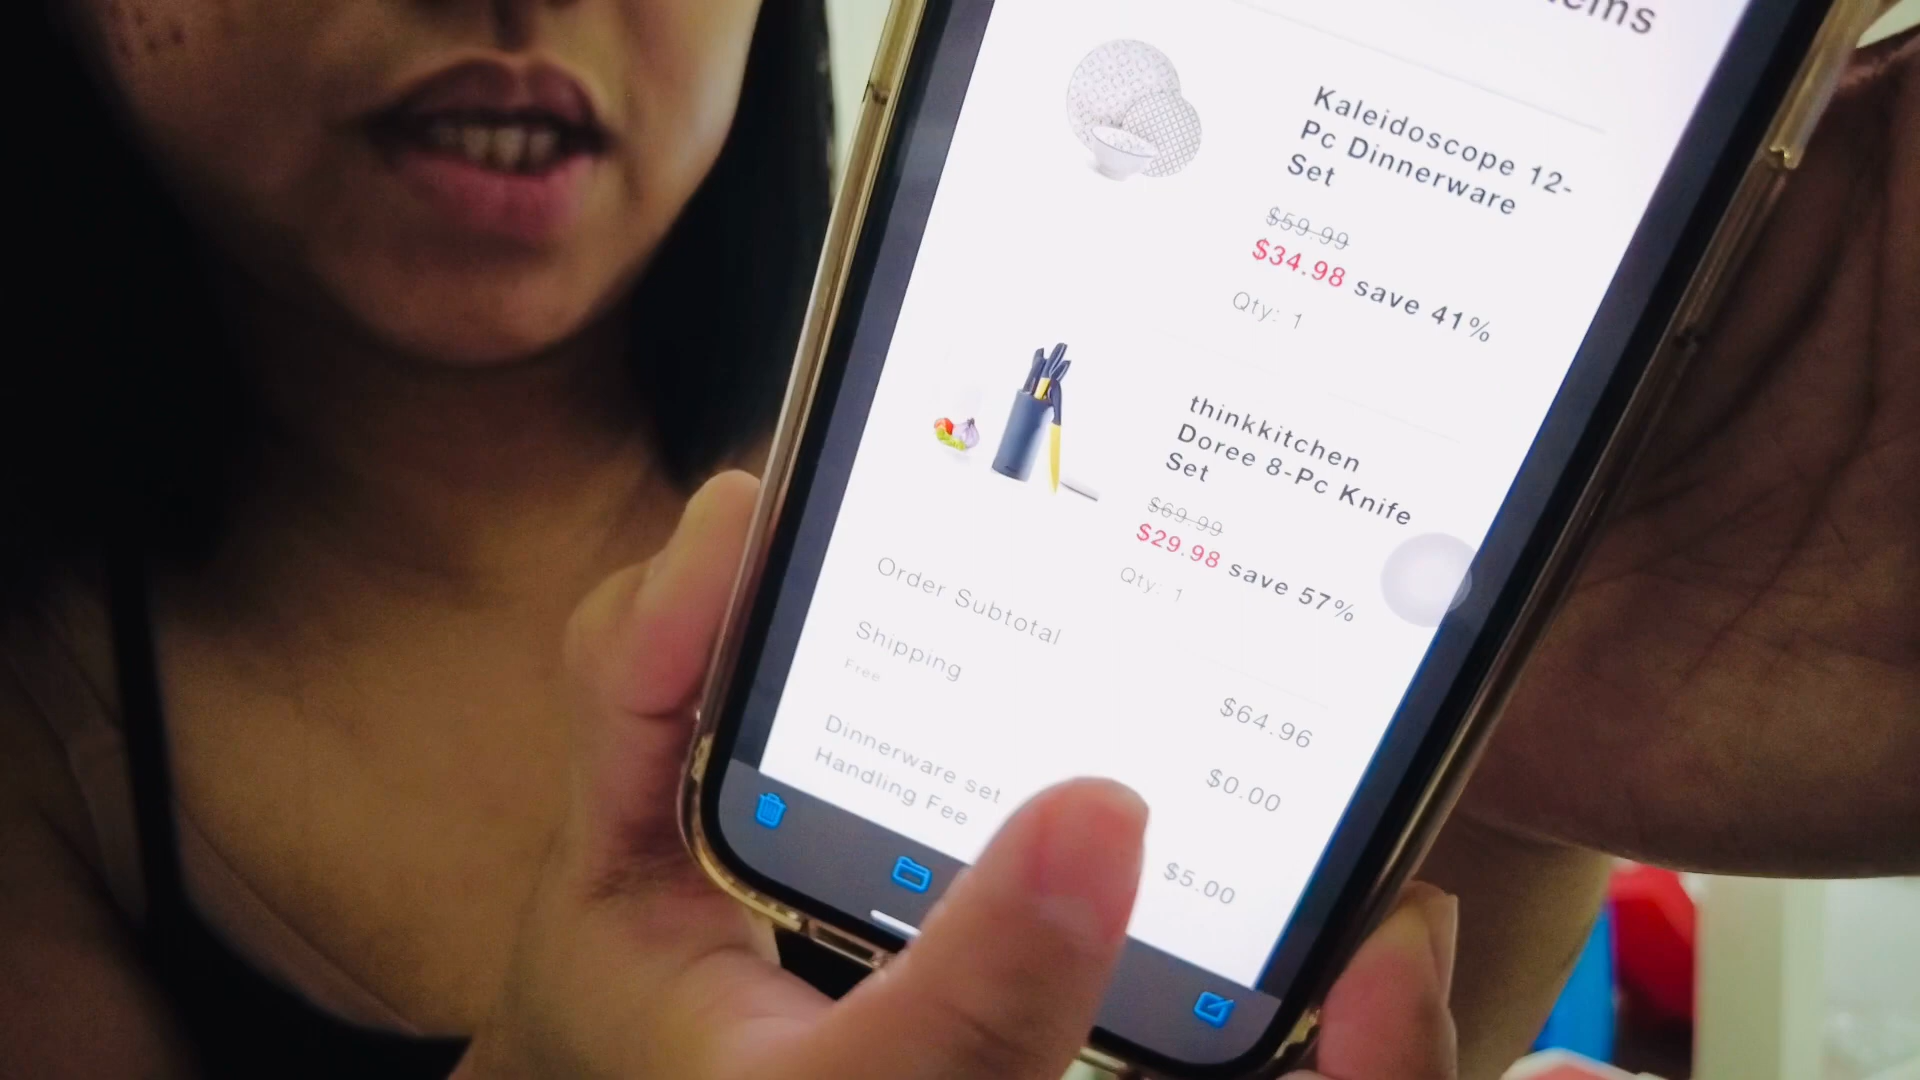 Kaleidoscope 12-
Pc Dinnerware
Set
$59.99
$34.98 save 41%
Qty: 1
thinkkitchen
Doree 8-Pc Knife
Set
$69.99
$29.98 save 57%
Qty: 1
Order Subtotal
$64.96
Shipping
$0.00
Free
Dinnerware set
Handling Fee
$5.00